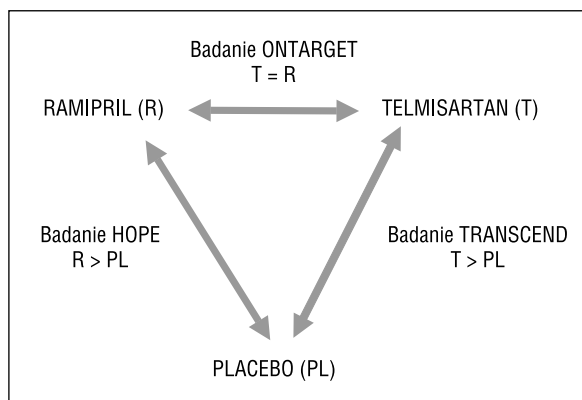 Badanie ONTARGET
T = R
RAMIPRIL (R)
TELMISARTAN (T)
Badanie HOPE
R > PL
Badanie TRANSCEND
T > PL
PLACEBO (PL)